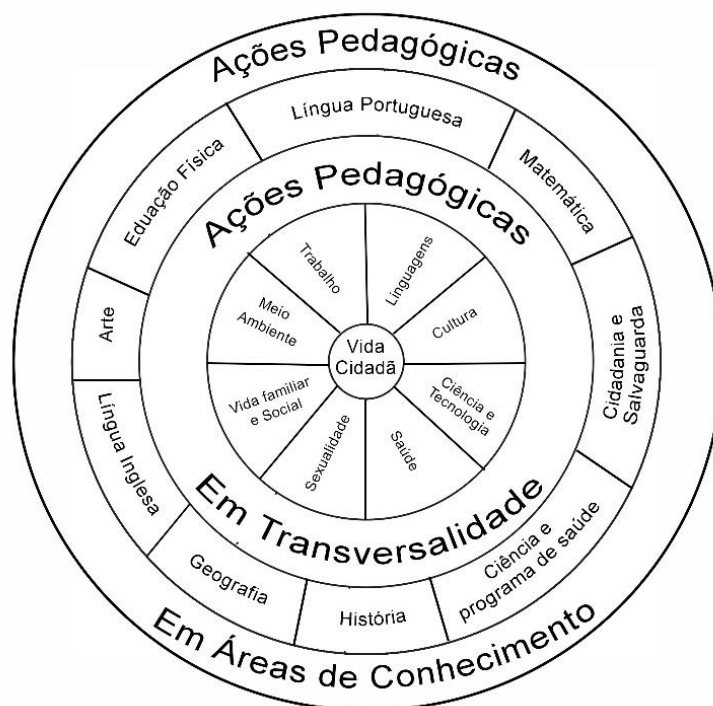 Ações Pedagógicas
Língua Portuguesa
Matemática
Cidadania e
Salvaguarda
Ciência e
programa de saúde
História
Geografia
Língua Inglesa
Arte
Eduação Física
Em Áreas de Conhecimento
Ações Pedagógicas
Em Transversalidade
Linguagens
Cultura
Ciência e
Tecnologia
Saúde
Sexualidade
Vida familiar
e Social
Meio
Ambiente
Trabalho
Vida
Cidadã